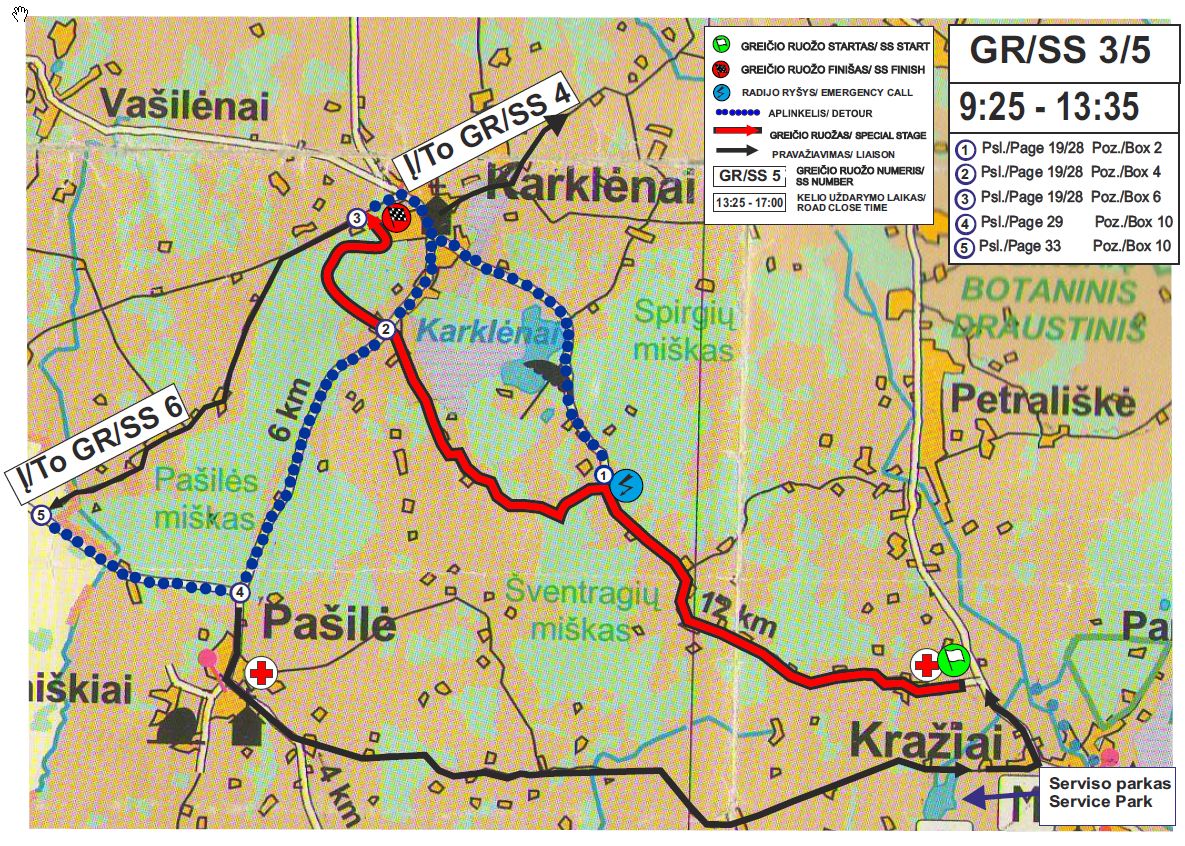 GREIČIO RUOŽO STARTAS/ SS START
GREIČIO RUOŽO FINIŠAS/ SS FINISH
RADIJO RYŠYS/ EMERGENCY CALL
APLINKELIS/ DETOUR
GREIČIO RUOŽAS/ SPECIAL STAGE
PRAVAŽIAVIMAS/ LIAISON
GR/SS 5 GREIČIO RUOŽO NUMERIS/
SS NUMBER
13:25 - 17:00 KELIO UŽDARYMO LAIKAS/
ROAD CLOSE TIME
GR/SS 3/5
9:25 - 13:35
1 Psl./Page 19/28 Poz./Box 2
2 Psl./Page 19/28 Poz./Box 4
3 Psl./Page 19/28 Poz./Box 6
4 Psl./Page 29 Poz./Box 10
5 Psl./Page 33 Poz./Box 10
Vašilėnai
Į/To GR/SS 4
Karklėnai
3
2
Karklėnai
Spirgių
miškas
BOTANINIS
DRAUSTINIS
Petrališkė
6 km
Į/To GR/SS 6
Pašilės
miškas
1
5
4
Šventragių
miškas
12 km
Pašilė
Pa
iškiai
Kražiai
4 km
M
Serviso parkas
Service Park